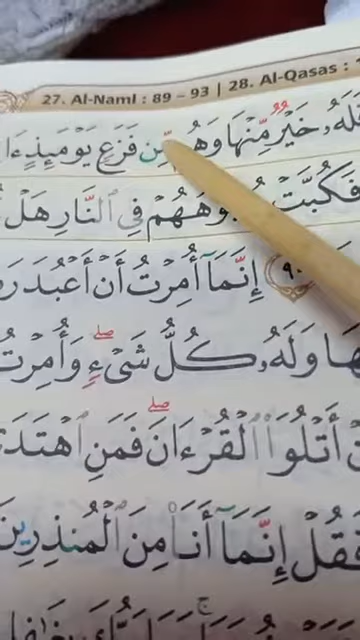 27. Al-Naml : 89 – 93 | 28. Al-Qasas :
فَلَهُۥ خَيْرٌ مِّنْهَا وَهُم مِّن فَزَعٍ يَوْمَئِذٍ ءَا
فَكُبَّتْ وُجُوهُهُمْ فِى ٱلنَّارِ هَلْ
إِنَّمَآ أُمِرْتُ أَنْ أَعْبُدَ رَ
هَا وَلَهُۥ كُلُّ شَىْءٍ ۖ وَأُمِرْتُ
أَتْلُوَا۟ ٱلْقُرْءَانَ ۖ فَمَنِ ٱهْتَدَىٰ
فَقُلْ إِنَّمَآ أَنَا۠ مِنَ ٱلْمُنذِرِينَ